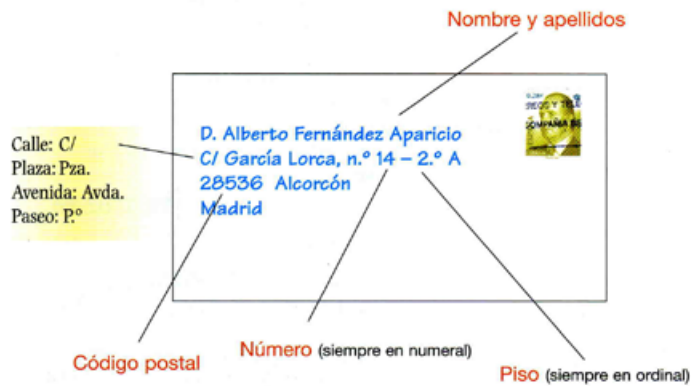 Nombre y apellidos
D. Alberto Fernández Aparicio
C/ García Lorca, n.º 14 – 2.º A
28536 Alcorcón
Madrid
Calle: C/
Plaza: Pza.
Avenida: Avda.
Paseo: P.º
Código postal
Número (siempre en numeral)
Piso (siempre en ordinal)